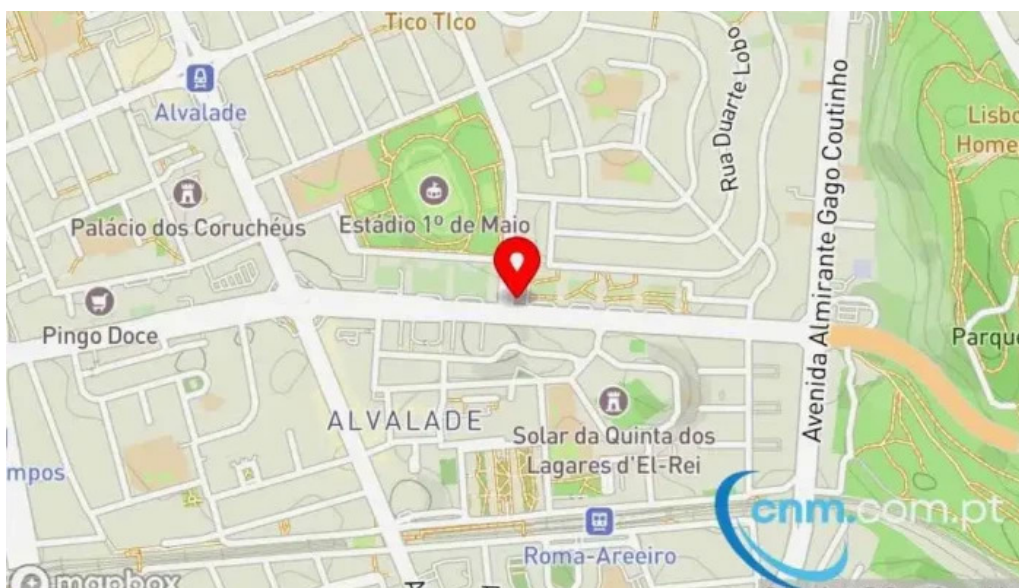 Tico TIco
Alvalade
Rua Duarte Lobo
Avenida Almirante Gago Coutinho
Lisbo
Home
Palácio dos Coruchéus
Estádio 1º de Maio
Pingo Doce
Parque
ALVALADE
Solar da Quinta dos
Lagares d'El-Rei
mpos
cnm.com.pt
Roma-Areeiro
mapbox